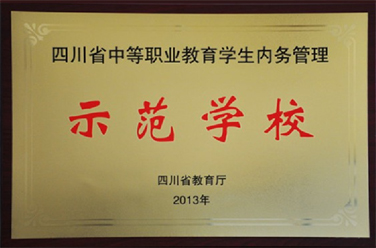 四川省中等职业教育学生内务管理
示范学校
四川省教育厅
2013年